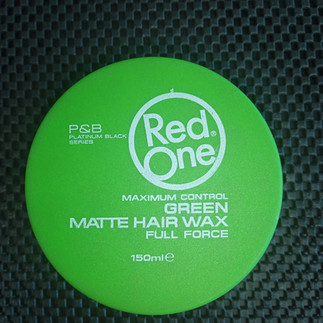 P&B
PLATINUM BLACK
SERIES
Red®
One
MAXIMUM CONTROL
GREEN
MATTE HAIR WAX
FULL FORCE
150ml℮